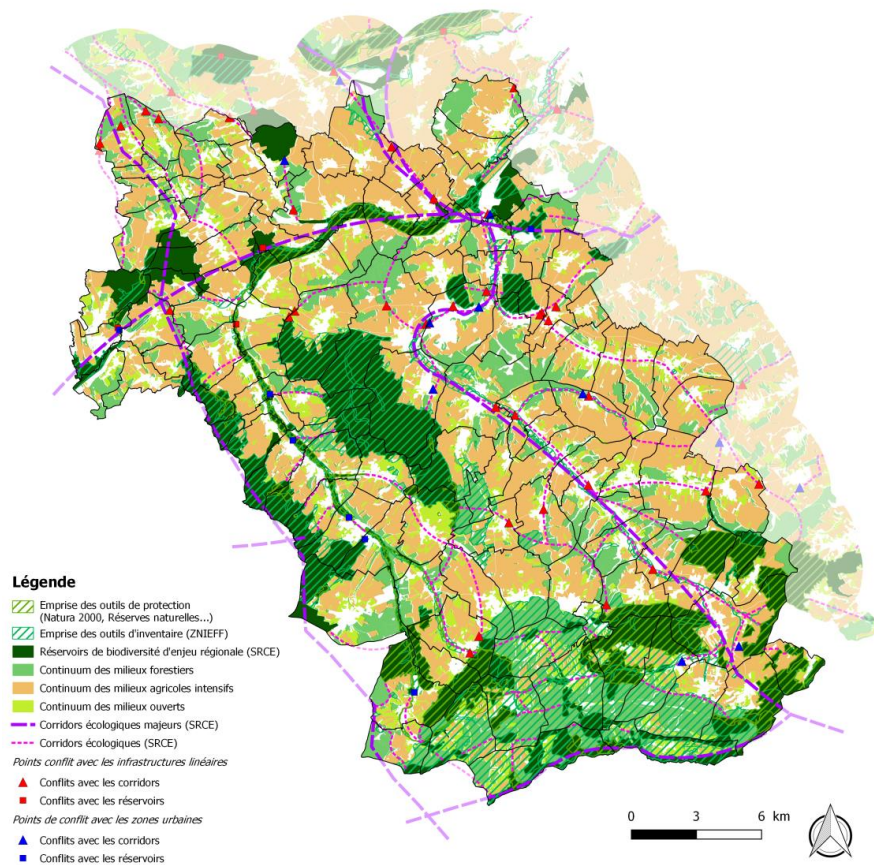 Légende
Emprise des outils de protection
(Natura 2000, Réserves naturelles...)
Emprise des outils d'inventaire (ZNIEFF)
Réservoirs de biodiversité d'enjeu régionale (SRCE)
Continuum des milieux forestiers
Continuum des milieux agricoles intensifs
Continuum des milieux ouverts
Corridors écologiques majeurs (SRCE)
Corridors écologiques (SRCE)
Points conflit avec les infrastructures linéaires
Conflits avec les corridors
Conflits avec les réservoirs
Points de conflit avec les zones urbaines
Conflits avec les corridors
Conflits avec les réservoirs
0 3 6 km